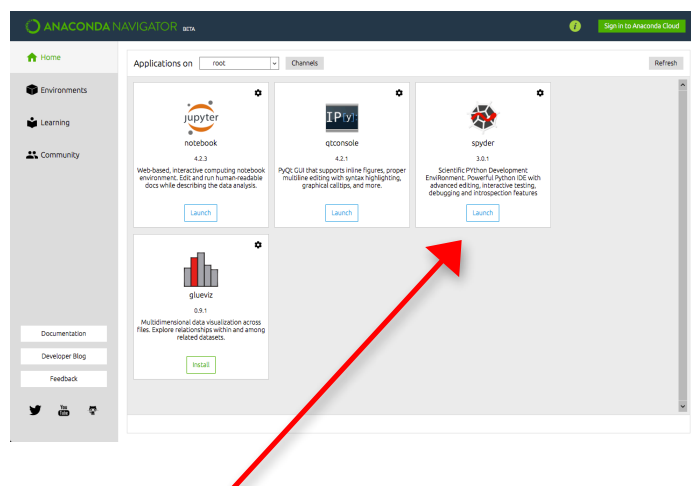 ANACONDA NAVIGATOR BETA
i
Sign in to Anaconda Cloud
Home
Environments
Learning
Community
Documentation
Developer Blog
Feedback
You
Tube
Applications on root Channels Refresh
jupyter
notebook
4.2.3
Web-based, interactive computing notebook
environment. Edit and run human-readable
docs while describing the data analysis.
Launch
IP[y]:
qtconsole
4.2.1
PyQt GUI that supports inline figures, proper
multiline editing with syntax highlighting,
graphical calltips, and more.
Launch
spyder
3.0.1
Scientific PYthon Development
EnviRonment. Powerful Python IDE with
advanced editing, interactive testing,
debugging and introspection features
Launch
glueviz
0.9.1
Multidimensional data visualization across
files. Explore relationships within and among
related datasets.
Install